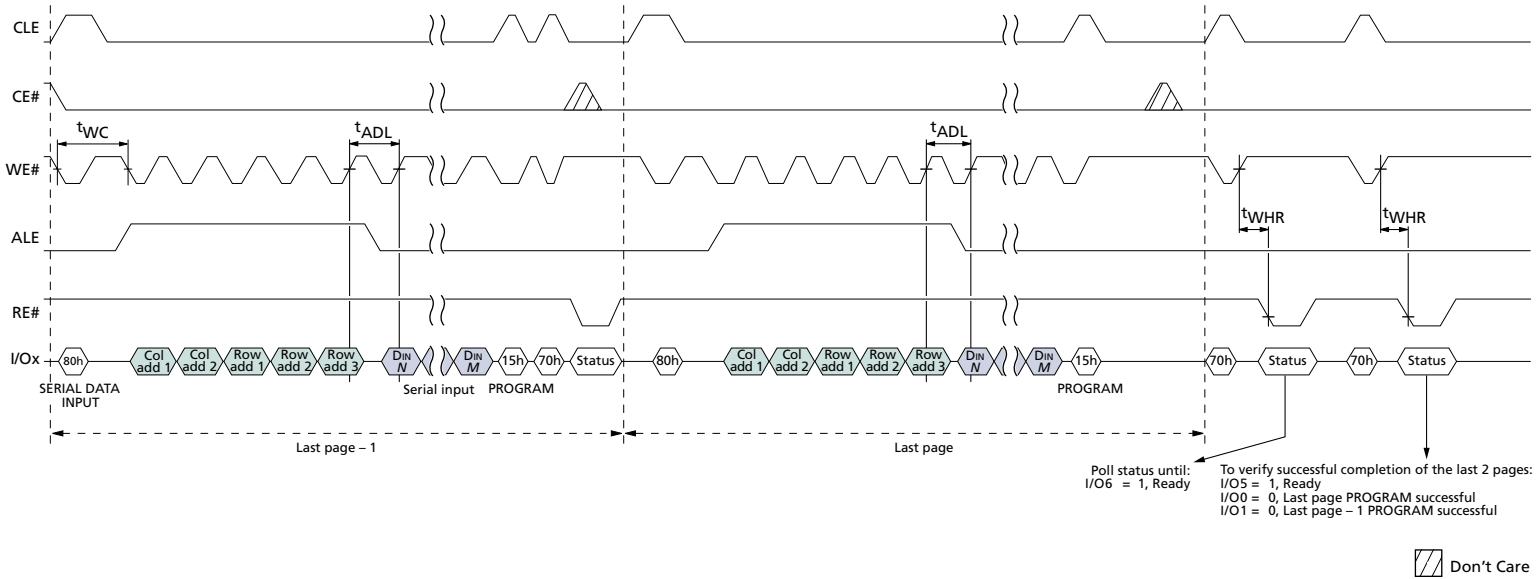 CLE
CE#
tWC
tADL
tADL
WE#
tWHR
tWHR
ALE
RE#
I/Ox
80h
Col add 1
Col add 2
Row add 1
Row add 2
Row add 3
DIN N
DIN M
15h
70h
Status
80h
Col add 1
Col add 2
Row add 1
Row add 2
Row add 3
DIN N
DIN M
15h
70h
Status
70h
Status
SERIAL DATA
INPUT
Serial input
PROGRAM
PROGRAM
Last page – 1
Last page
Poll status until:
I/O6 = 1, Ready
To verify successful completion of the last 2 pages:
I/O5 = 1, Ready
I/O0 = 0, Last page PROGRAM successful
I/O1 = 0, Last page – 1 PROGRAM successful
Don't Care